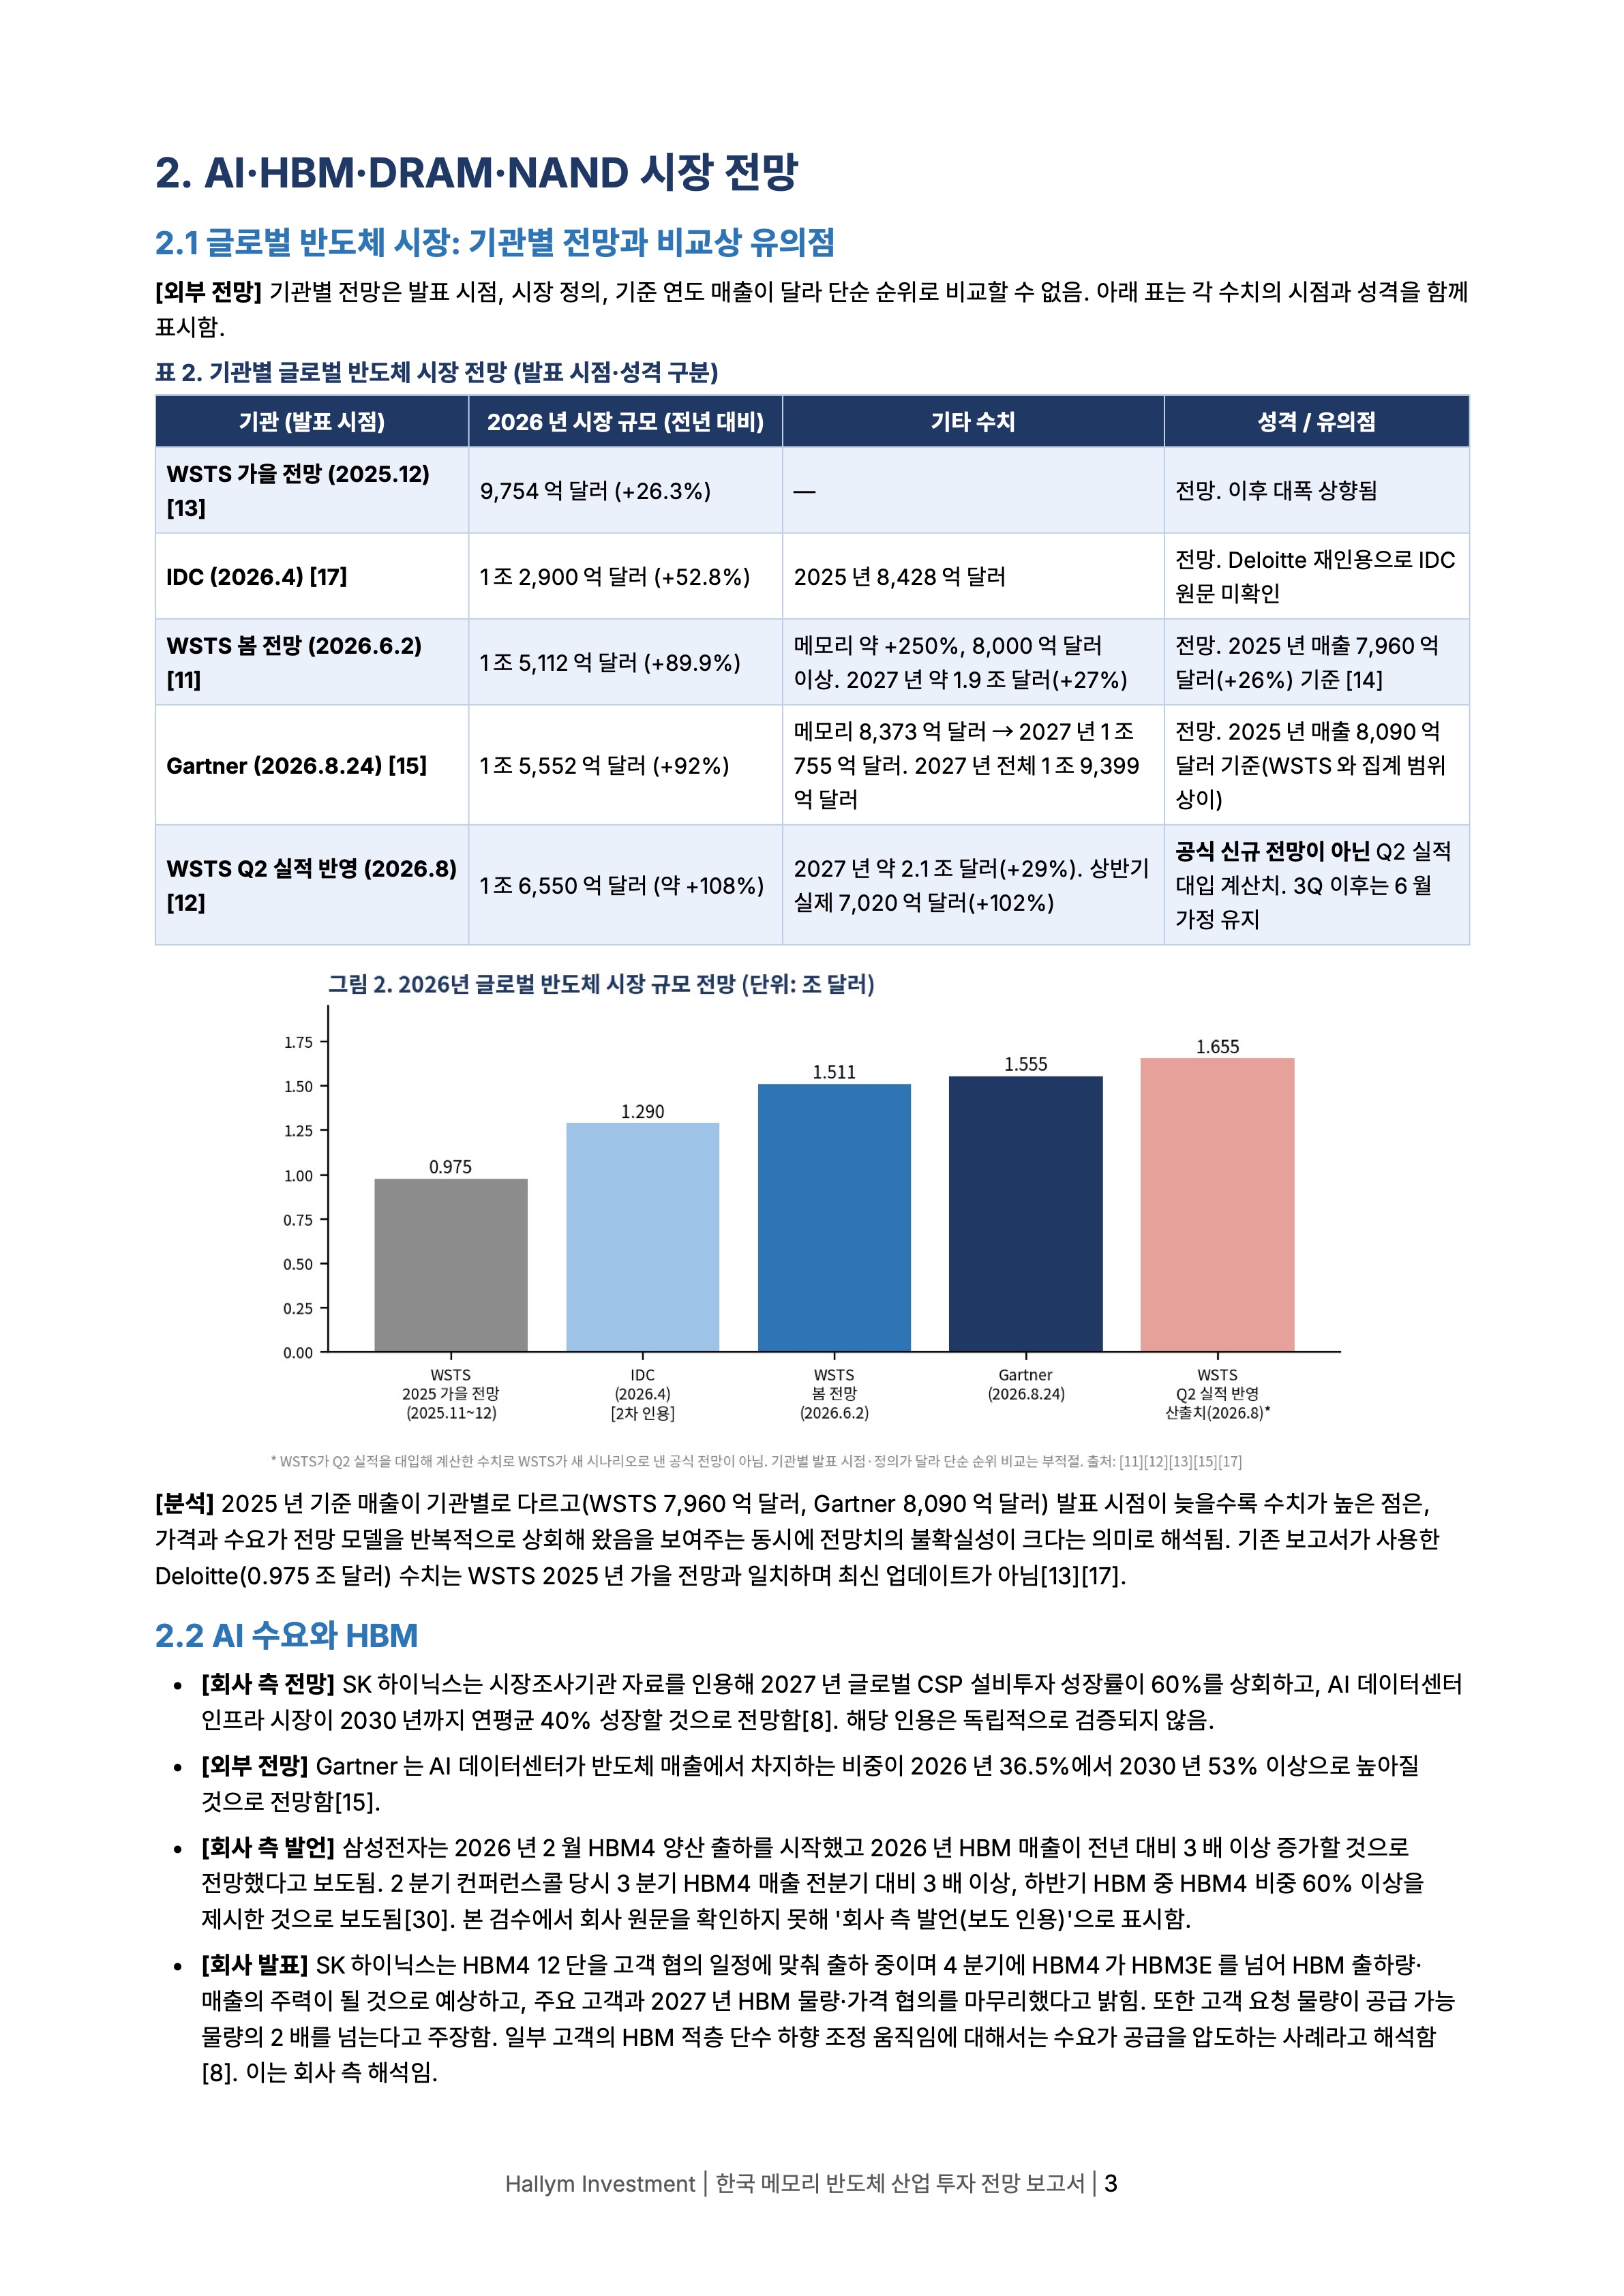 2. AI·HBM·DRAM·NAND 시장 전망
2.1 글로벌 반도체 시장: 기관별 전망과 비교상 유의점
[외부 전망] 기관별 전망은 발표 시점, 시장 정의, 기준 연도 매출이 달라 단순 순위로 비교할 수 없음. 아래 표는 각 수치의 시점과 성격을 함께
표시함.
표 2. 기관별 글로벌 반도체 시장 전망 (발표 시점·성격 구분)
기관 (발표 시점)
2026 년 시장 규모 (전년 대비)
기타 수치
성격 / 유의점
WSTS 가을 전망 (2025.12)
[13]
9,754 억 달러 (+26.3%)
—
전망. 이후 대폭 상향됨
IDC (2026.4) [17]
1 조 2,900 억 달러 (+52.8%)
2025 년 8,428 억 달러
전망. Deloitte 재인용으로 IDC
원문 미확인
WSTS 봄 전망 (2026.6.2)
[11]
1 조 5,112 억 달러 (+89.9%)
메모리 약 +250%, 8,000 억 달러
이상. 2027 년 약 1.9 조 달러(+27%)
전망. 2025 년 매출 7,960 억
달러(+26%) 기준 [14]
Gartner (2026.8.24) [15]
1 조 5,552 억 달러 (+92%)
메모리 8,373 억 달러 → 2027 년 1 조
755 억 달러. 2027 년 전체 1 조 9,399
억 달러
전망. 2025 년 매출 8,090 억
달러 기준(WSTS 와 집계 범위
상이)
WSTS Q2 실적 반영 (2026.8)
[12]
1 조 6,550 억 달러 (약 +108%)
2027 년 약 2.1 조 달러(+29%). 상반기
실제 7,020 억 달러(+102%)
공식 신규 전망이 아닌 Q2 실적
대입 계산치. 3Q 이후는 6 월
가정 유지
그림 2. 2026년 글로벌 반도체 시장 규모 전망 (단위: 조 달러)
1.75
1.50
1.25
1.00
0.75
0.50
0.25
0.00
0.975
1.290
1.511
1.555
1.655
WSTS
2025 가을 전망
(2025.11~12)
IDC
(2026.4)
[2차 인용]
WSTS
봄 전망
(2026.6.2)
Gartner
(2026.8.24)
WSTS
Q2 실적 반영
산출치(2026.8)*
* WSTS가 Q2 실적을 대입해 계산한 수치로 WSTS가 새 시나리오로 낸 공식 전망이 아님. 기관별 발표 시점·정의가 달라 단순 순위 비교는 부적절. 출처: [11][12][13][15][17]
[분석] 2025 년 기준 매출이 기관별로 다르고(WSTS 7,960 억 달러, Gartner 8,090 억 달러) 발표 시점이 늦을수록 수치가 높은 점은,
가격과 수요가 전망 모델을 반복적으로 상회해 왔음을 보여주는 동시에 전망치의 불확실성이 크다는 의미로 해석됨. 기존 보고서가 사용한
Deloitte(0.975 조 달러) 수치는 WSTS 2025 년 가을 전망과 일치하며 최신 업데이트가 아님[13][17].
2.2 AI 수요와 HBM
• [회사 측 전망] SK 하이닉스는 시장조사기관 자료를 인용해 2027 년 글로벌 CSP 설비투자 성장률이 60%를 상회하고, AI 데이터센터
인프라 시장이 2030 년까지 연평균 40% 성장할 것으로 전망함[8]. 해당 인용은 독립적으로 검증되지 않음.
• [외부 전망] Gartner 는 AI 데이터센터가 반도체 매출에서 차지하는 비중이 2026 년 36.5%에서 2030 년 53% 이상으로 높아질
것으로 전망함[15].
• [회사 측 발언] 삼성전자는 2026 년 2 월 HBM4 양산 출하를 시작했고 2026 년 HBM 매출이 전년 대비 3 배 이상 증가할 것으로
전망했다고 보도됨. 2 분기 컨퍼런스콜 당시 3 분기 HBM4 매출 전분기 대비 3 배 이상, 하반기 HBM 중 HBM4 비중 60% 이상을
제시한 것으로 보도됨[30]. 본 검수에서 회사 원문을 확인하지 못해 '회사 측 발언(보도 인용)'으로 표시함.
• [회사 발표] SK 하이닉스는 HBM4 12 단을 고객 협의 일정에 맞춰 출하 중이며 4 분기에 HBM4 가 HBM3E 를 넘어 HBM 출하량·
매출의 주력이 될 것으로 예상하고, 주요 고객과 2027 년 HBM 물량·가격 협의를 마무리했다고 밝힘. 또한 고객 요청 물량이 공급 가능
물량의 2 배를 넘는다고 주장함. 일부 고객의 HBM 적층 단수 하향 조정 움직임에 대해서는 수요가 공급을 압도하는 사례라고 해석함
[8]. 이는 회사 측 해석임.
Hallym Investment | 한국 메모리 반도체 산업 투자 전망 보고서 | 3